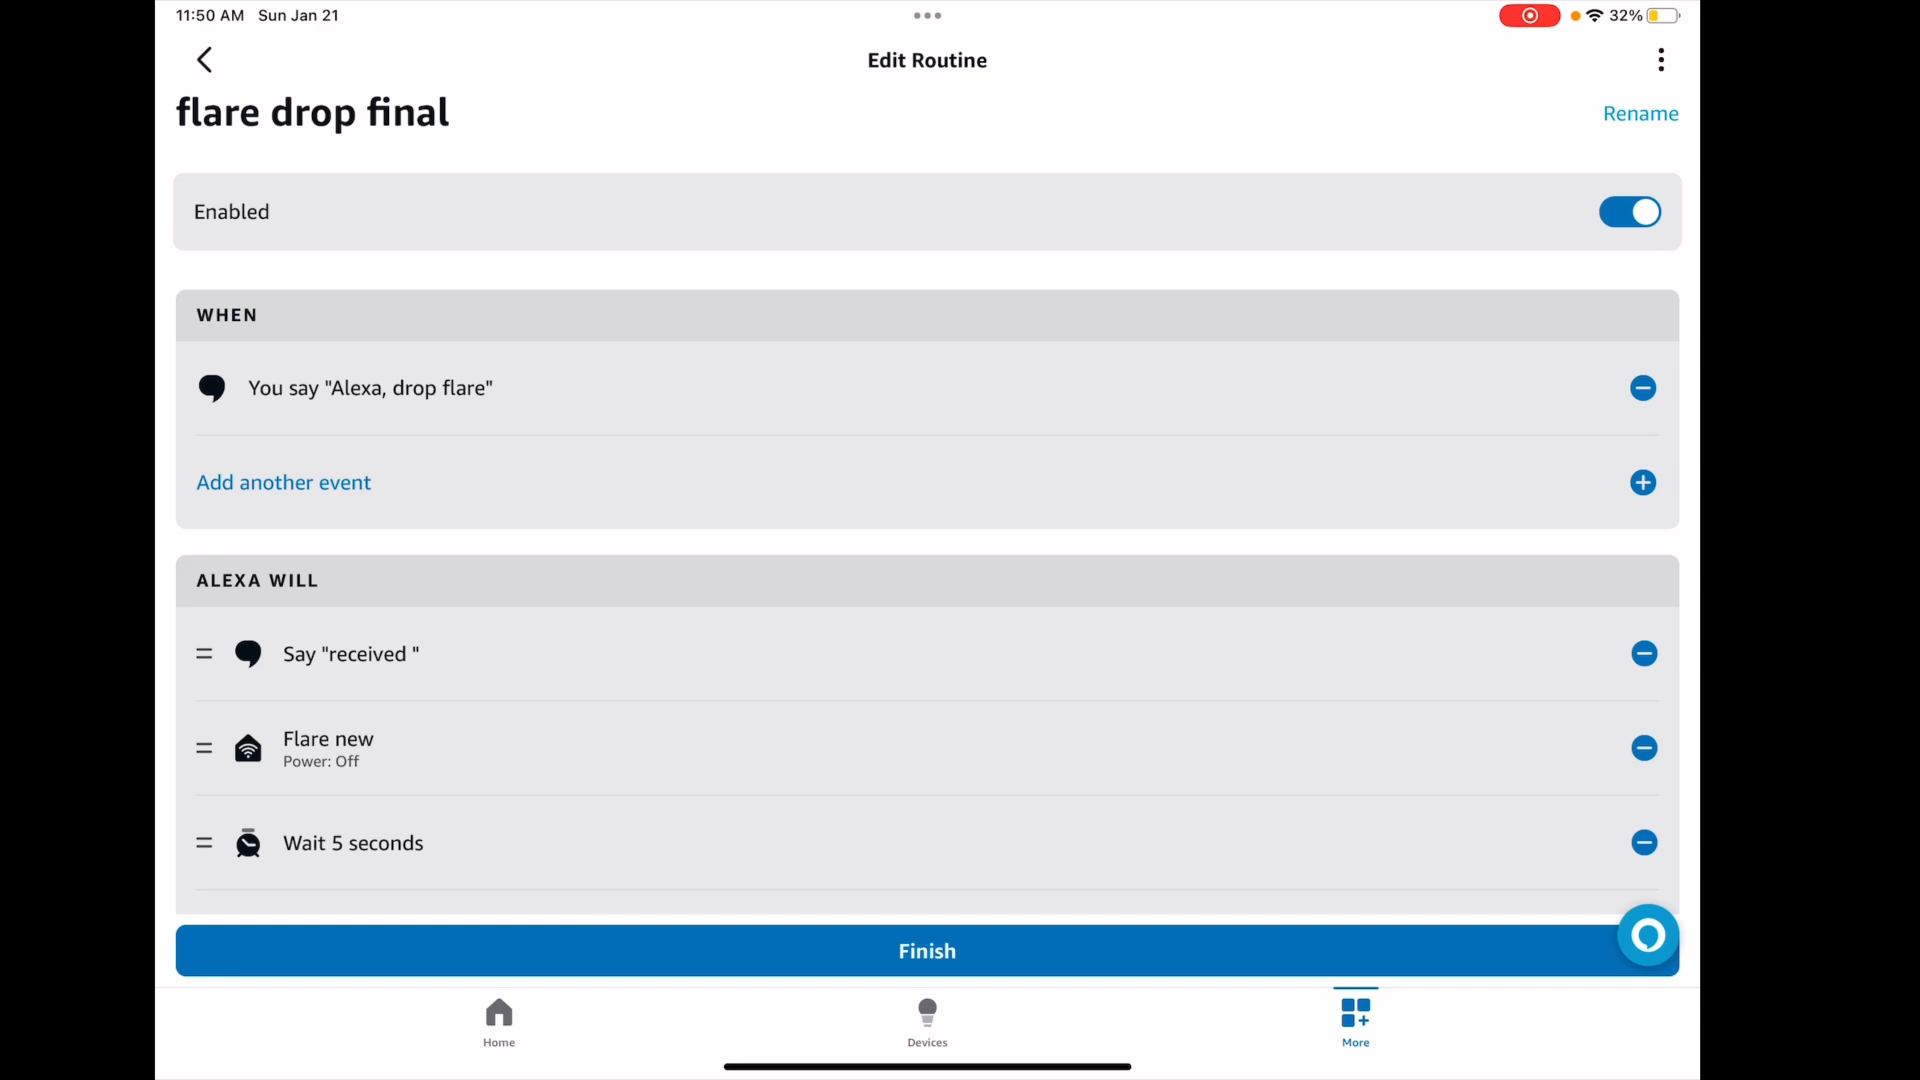 11:50 AM Sun Jan 21
32%
Edit Routine
flare drop final
Rename
Enabled
WHEN
You say "Alexa, drop flare"
Add another event
ALEXA WILL
Say "received "
Flare new
Power: Off
Wait 5 seconds
Finish
Home
Devices
More